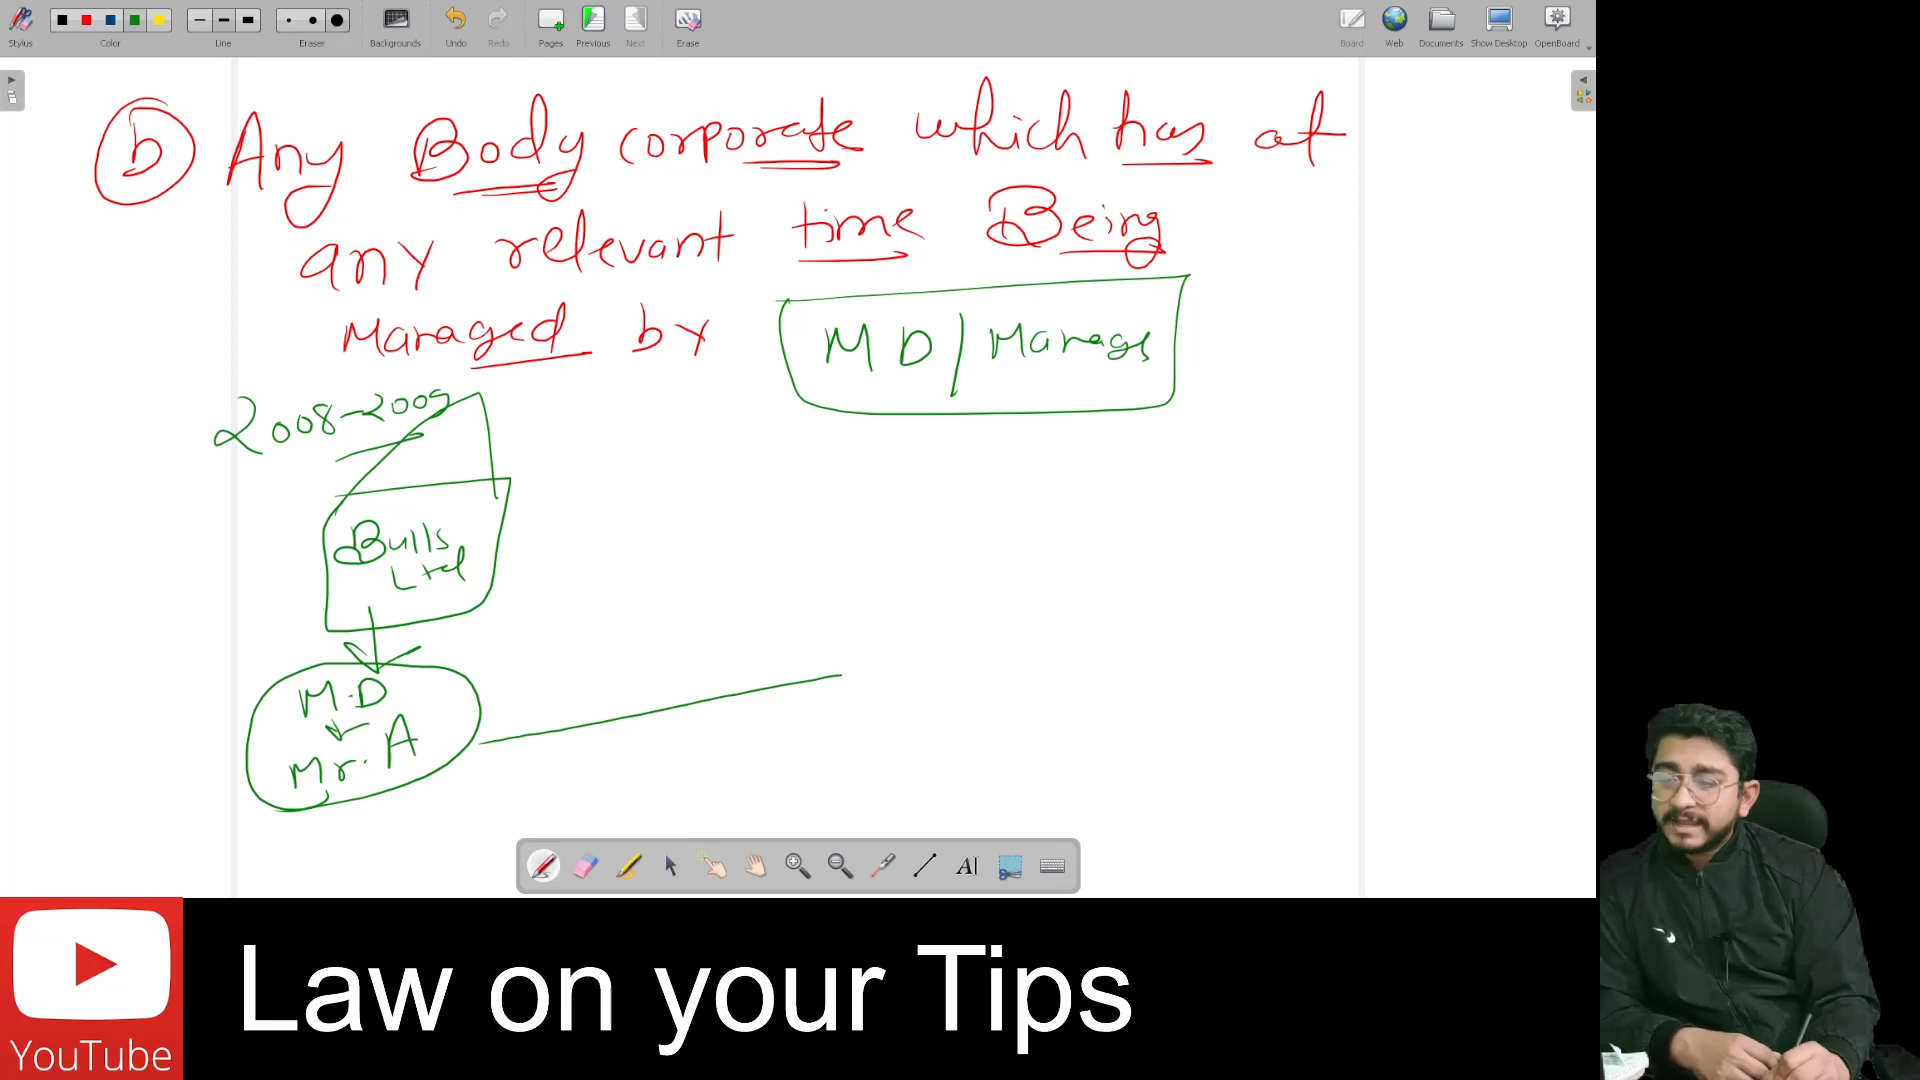 Stylus Color Line Eraser Backgrounds Undo Redo Pages Previous Next Erase Board Web Documents Show Desktop OpenBoard
b Any Body corporate which has at
any relevant time Being
Managed by MD/Manage
2008-2009
Bulls
Ltd
M.D
Mr. A
AI
YouTube
Law on your Tips